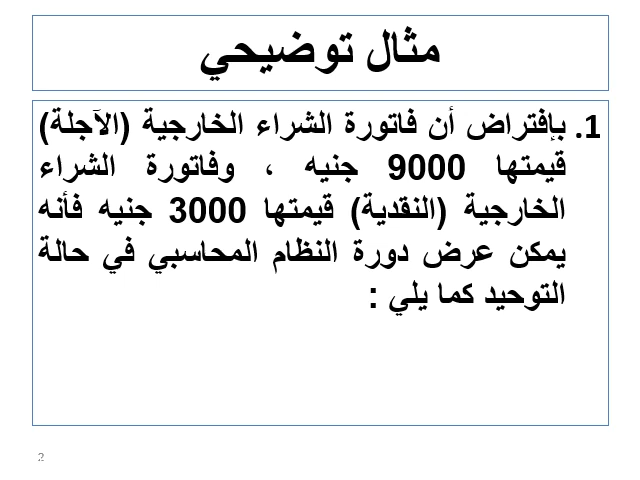 مثال توضيحي
1. بإفتراض أن فاتورة الشراء الخارجية (الآجلة)
قيمتها 9000 جنيه ، وفاتورة الشراء
الخارجية (النقدية) قيمتها 3000 جنيه فأنه
يمكن عرض دورة النظام المحاسبي في حالة
التوحيد كما يلي :
2